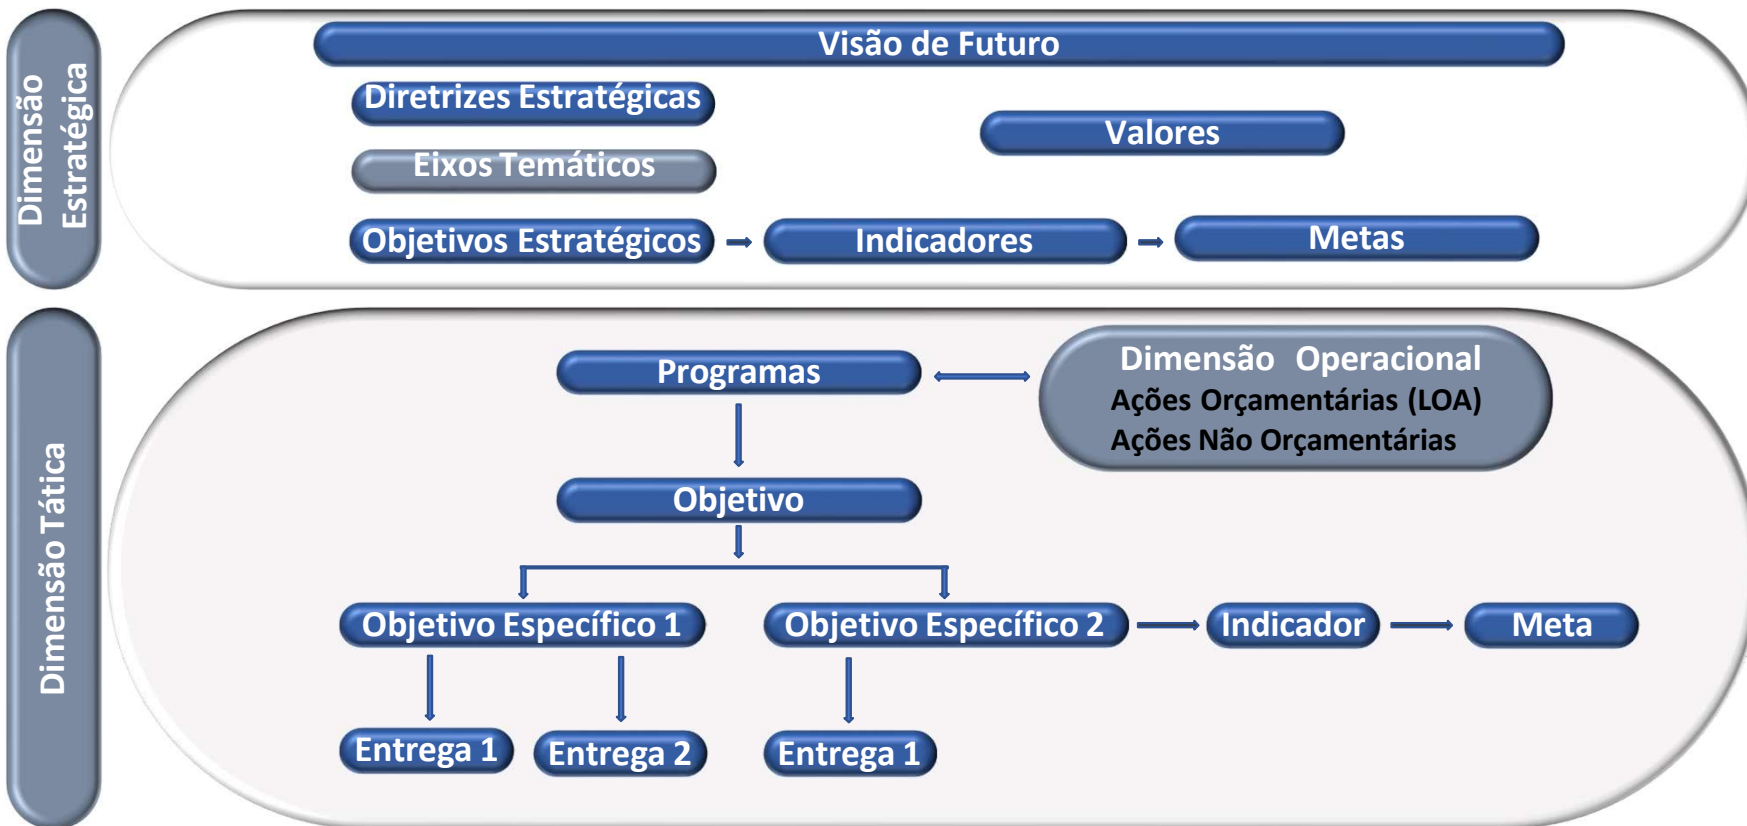 Dimensão
Estratégica
Visão de Futuro
Diretrizes Estratégicas
Valores
Eixos Temáticos
Objetivos Estratégicos
Indicadores
Metas
Dimensão Tática
Programas
Dimensão Operacional
Ações Orçamentárias (LOA)
Ações Não Orçamentárias
Objetivo
Objetivo Específico 1
Objetivo Específico 2
Indicador
Meta
Entrega 1
Entrega 2
Entrega 1